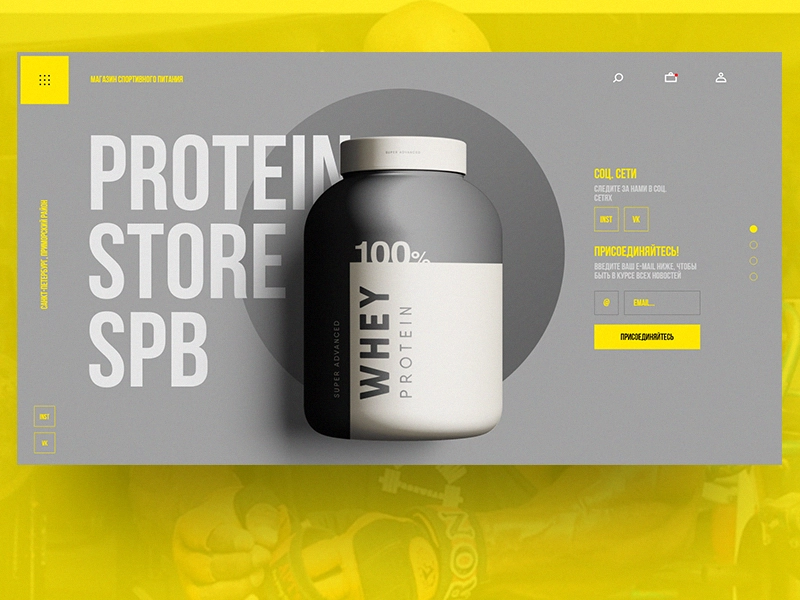 МАГАЗИН СПОРТИВНОГО ПИТАНИЯ
PROTEIN
STORE
SPB
САНКТ-ПЕТЕРБУРГ, ПРИМОРСКИЙ РАЙОН
INST
VK
100%
WHEY
PROTEIN
SUPER ADVANCED
СОЦ. СЕТИ
СЛЕДИТЕ ЗА НАМИ В СОЦ.
СЕТЯХ
INST
VK
ПРИСОЕДИНЯЙТЕСЬ!
ВВЕДИТЕ ВАШ E-MAIL НИЖЕ, ЧТОБЫ
БЫТЬ В КУРСЕ ВСЕХ НОВОСТЕЙ
@
EMAIL...
ПРИСОЕДИНЯЙТЕСЬ